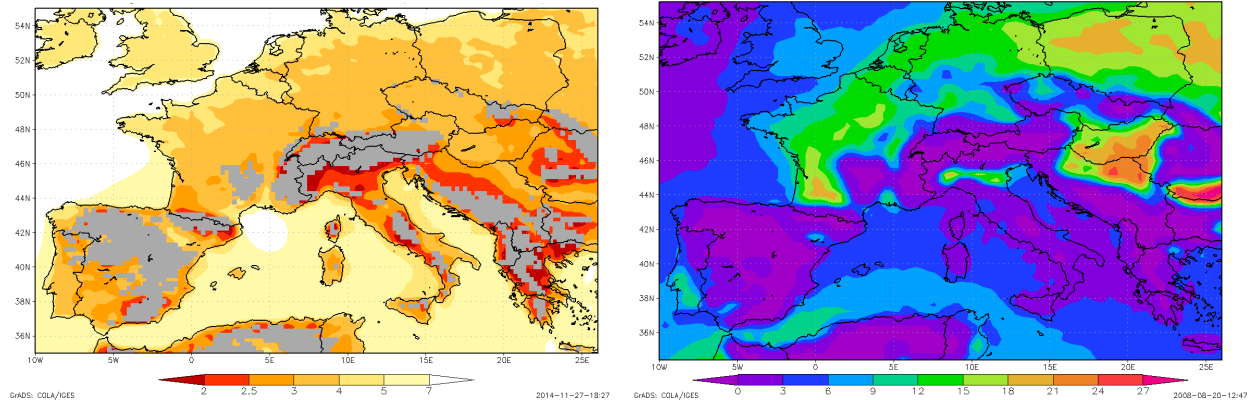 54N
52N
50N
48N
46N
44N
42N
40N
38N
36N
10W 5W 0 5E 10E 15E 20E 25E
2 2.5 3 4 5 7
GrADS: COLA/IGES 2014-11-27-18:27
54N
52N
50N
48N
46N
44N
42N
40N
38N
36N
10W 5W 0 5E 10E 15E 20E 25E
0 3 6 9 12 15 18 21 24 27
GrADS: COLA/IGES 2008-08-20-12:47